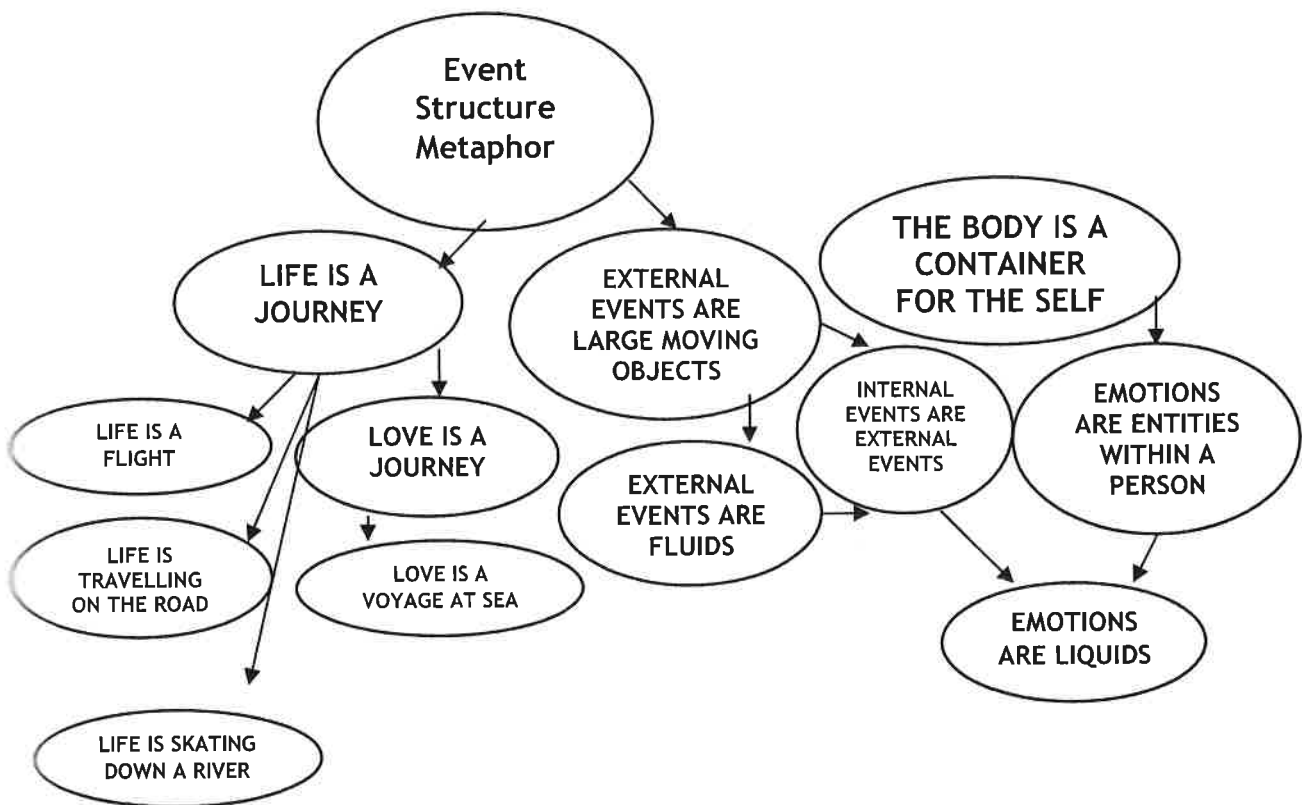 Event
Structure
Metaphor
THE BODY IS A
CONTAINER
FOR THE SELF
LIFE IS A
JOURNEY
EXTERNAL
EVENTS ARE
LARGE MOVING
OBJECTS
INTERNAL
EVENTS ARE
EXTERNAL
EVENTS
EMOTIONS
ARE ENTITIES
WITHIN A
PERSON
LIFE IS A
FLIGHT
LOVE IS A
JOURNEY
EXTERNAL
EVENTS ARE
FLUIDS
LIFE IS
TRAVELLING
ON THE ROAD
LOVE IS A
VOYAGE AT SEA
EMOTIONS
ARE LIQUIDS
LIFE IS SKATING
DOWN A RIVER